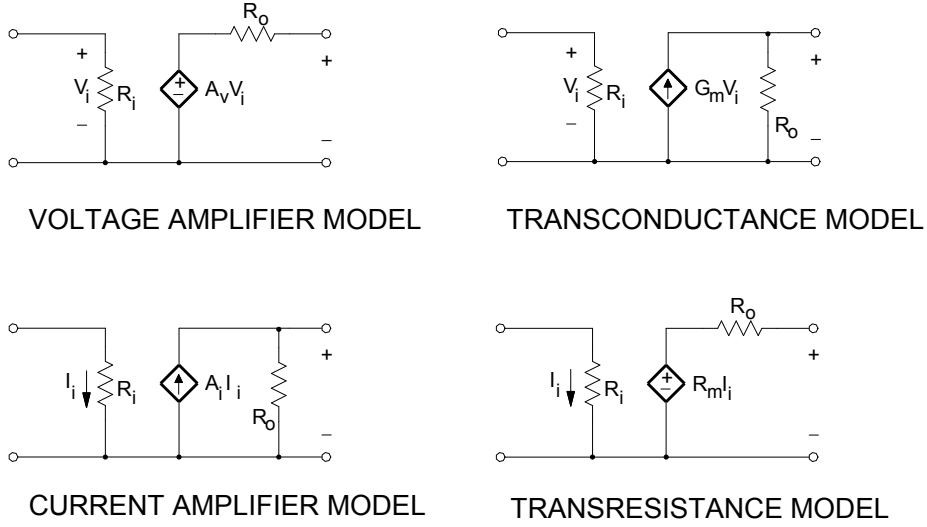 Ro
+
Vi
Ri
−
+
−
AvVi
+
−
VOLTAGE AMPLIFIER MODEL
+
Vi
Ri
−
GmVi
Ro
+
−
TRANSCONDUCTANCE MODEL
Ii
Ri
AiIi
Ro
+
−
CURRENT AMPLIFIER MODEL
Ro
Ii
Ri
+
−
RmIi
+
−
TRANSRESISTANCE MODEL